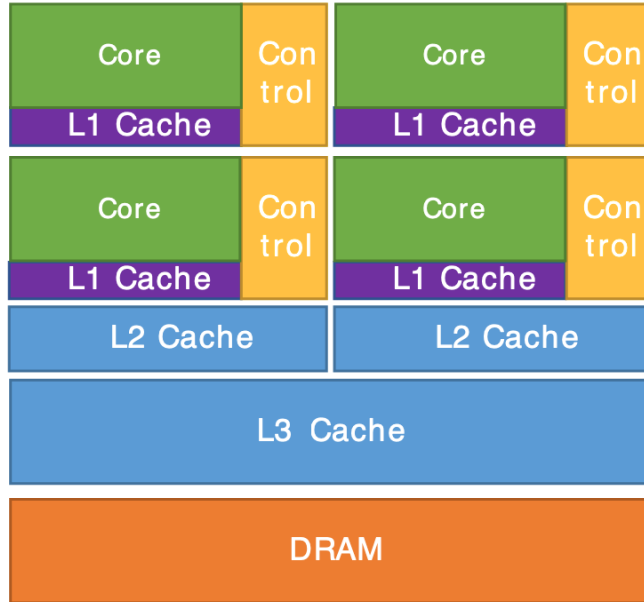 Core
Con
trol
L1 Cache
Core
Con
trol
L1 Cache
Core
Con
trol
L1 Cache
Core
Con
trol
L1 Cache
L2 Cache
L2 Cache
L3 Cache
DRAM